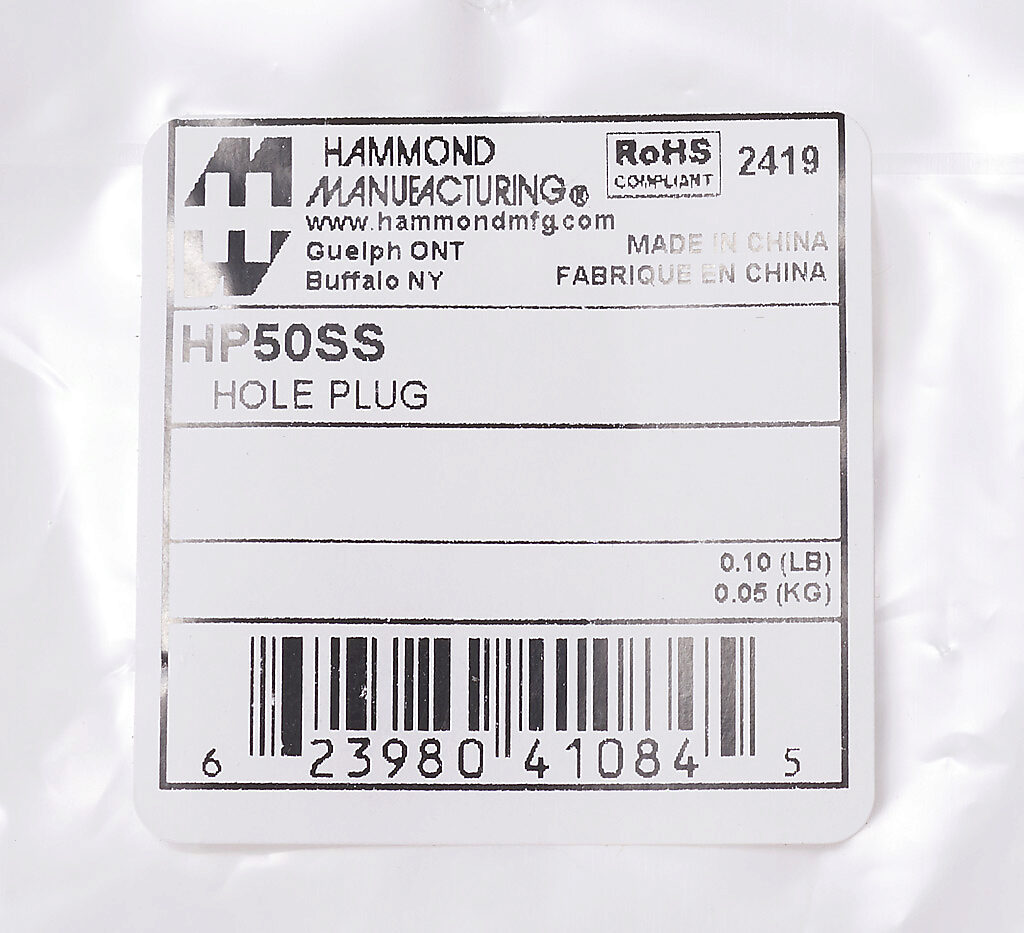 HAMMOND
MANUFACTURING®
www.hammondmfg.com
Guelph ONT
Buffalo NY
RoHS
COMPLIANT
2419
MADE IN CHINA
FABRIQUE EN CHINA
HP50SS
HOLE PLUG
0.10 (LB)
0.05 (KG)
6 23980 41084 5